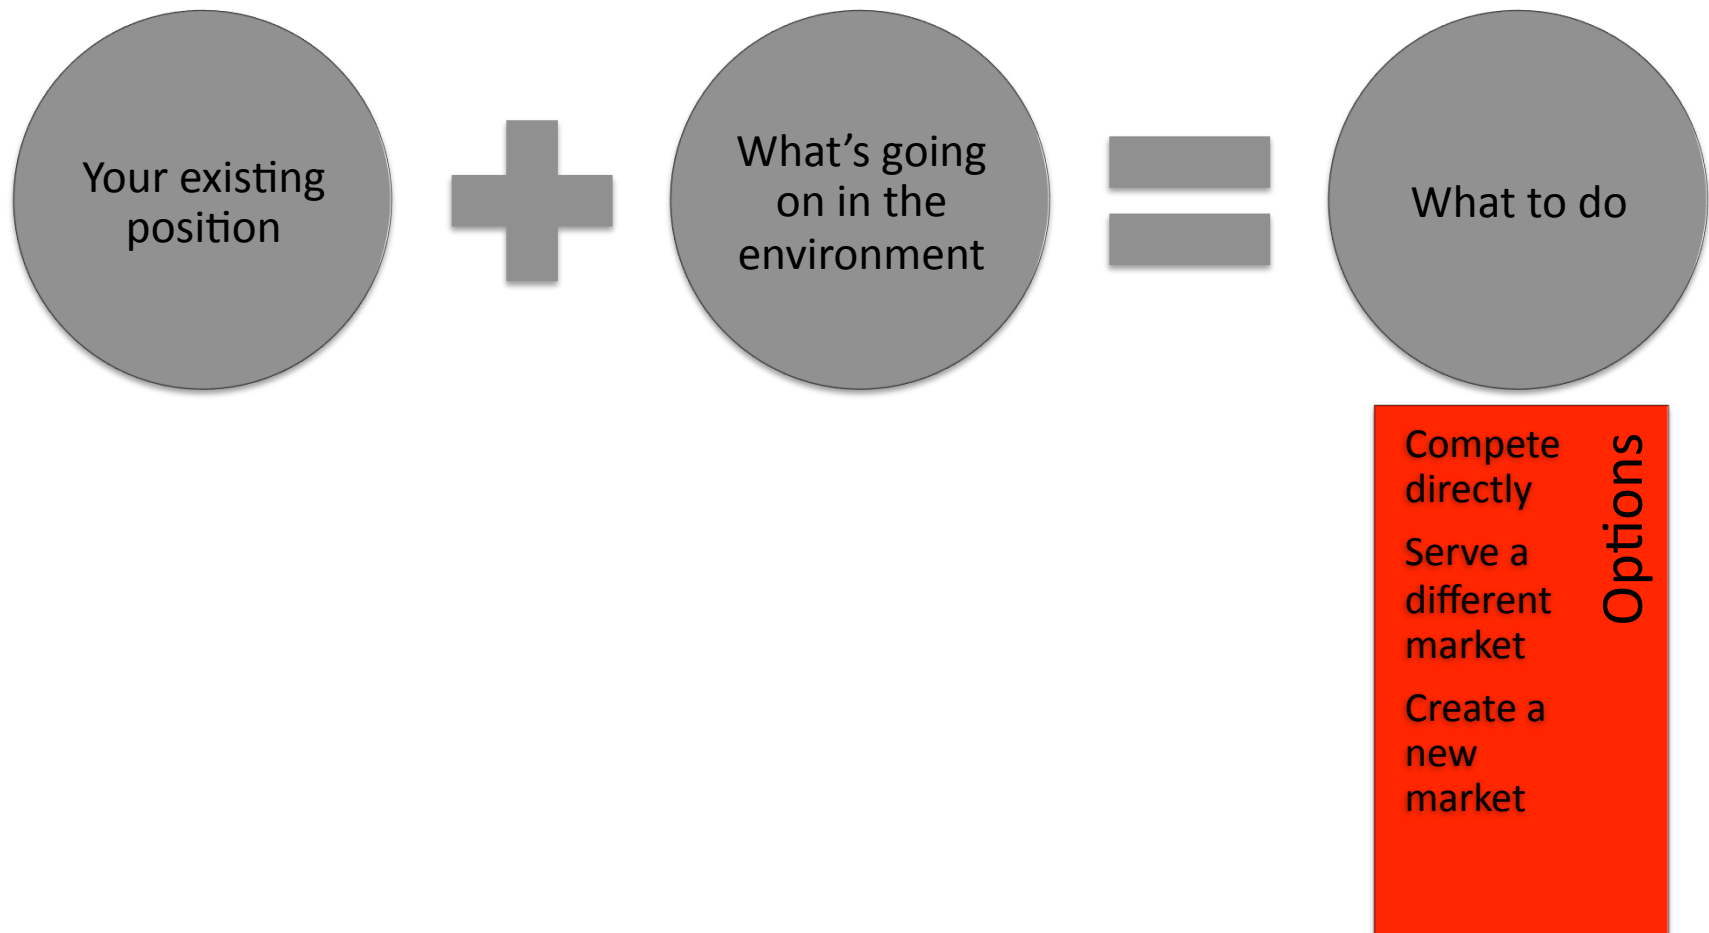 Your existing
position
What’s going
on in the
environment
What to do
Compete
directly
Serve a
different
market
Create a
new
market
Options